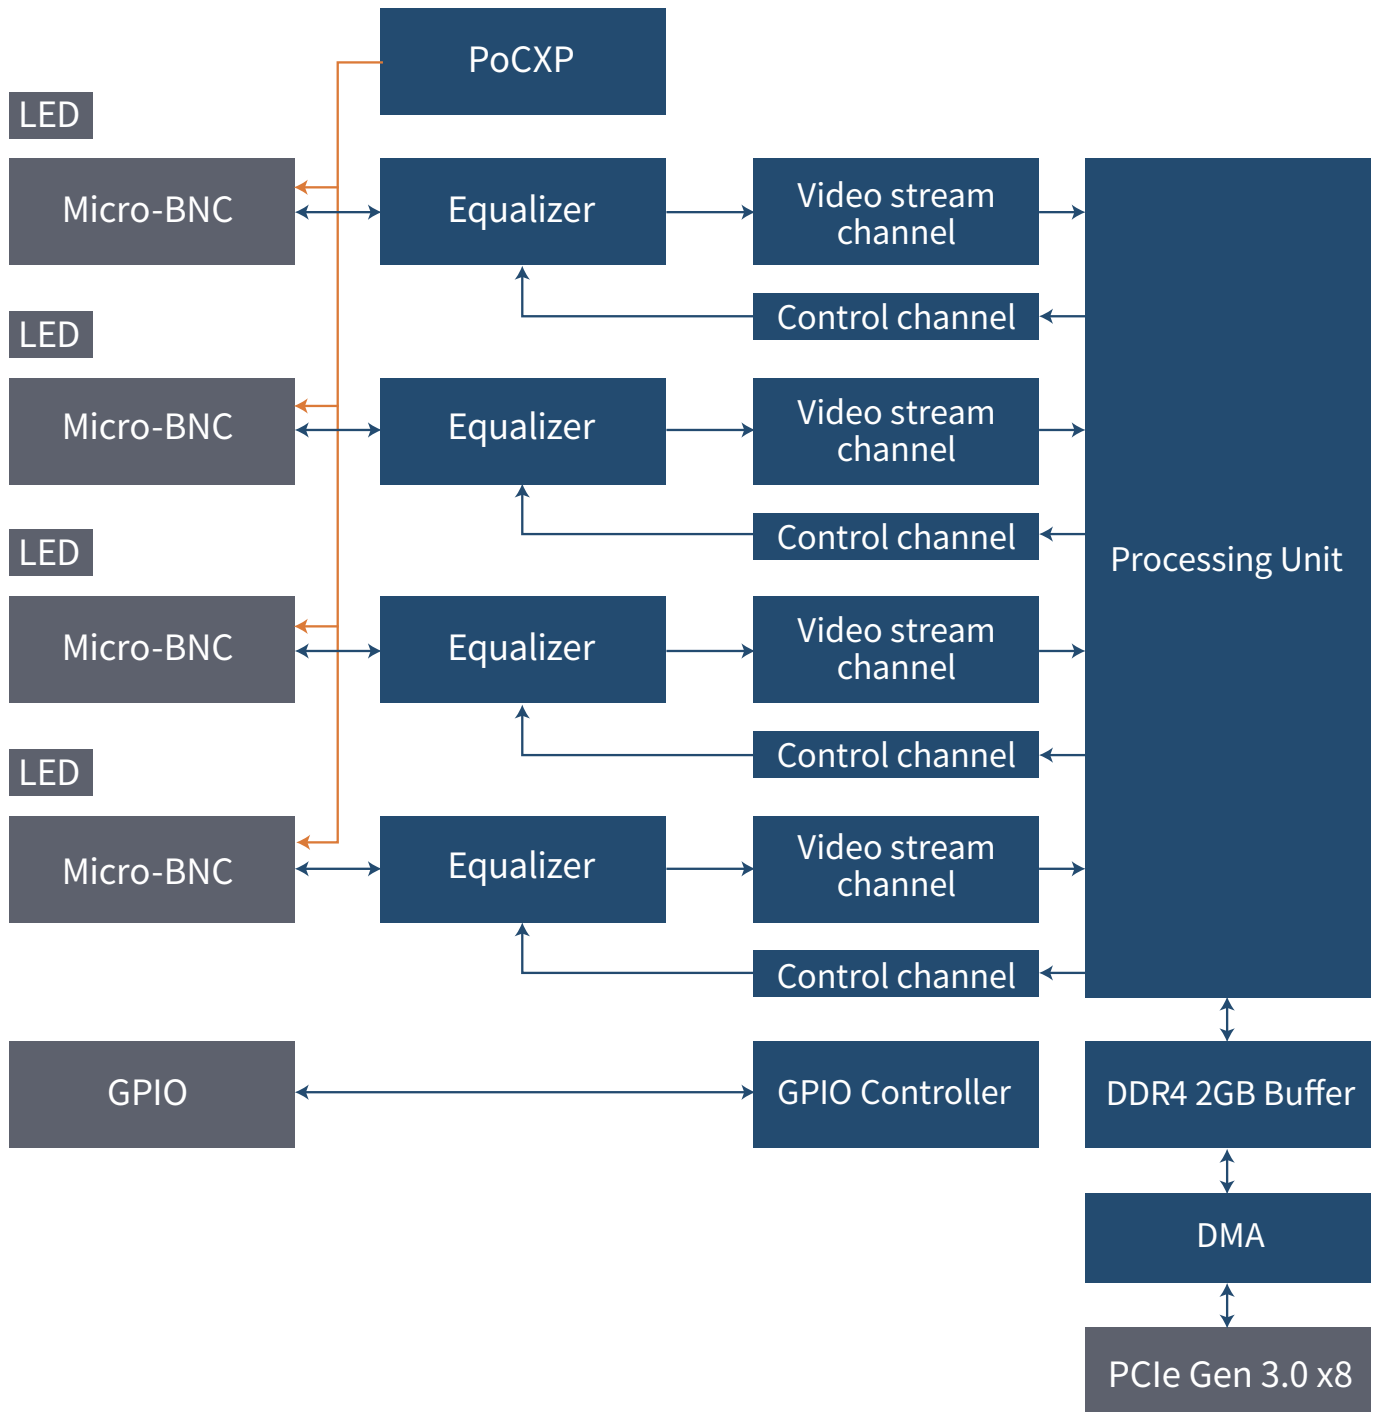 PoCXP
LED
Micro-BNC
Equalizer
Video stream
channel
Control channel
LED
Micro-BNC
Equalizer
Video stream
channel
Control channel
LED
Micro-BNC
Equalizer
Video stream
channel
Control channel
LED
Micro-BNC
Equalizer
Video stream
channel
Control channel
Processing Unit
GPIO
GPIO Controller
DDR4 2GB Buffer
DMA
PCIe Gen 3.0 x8